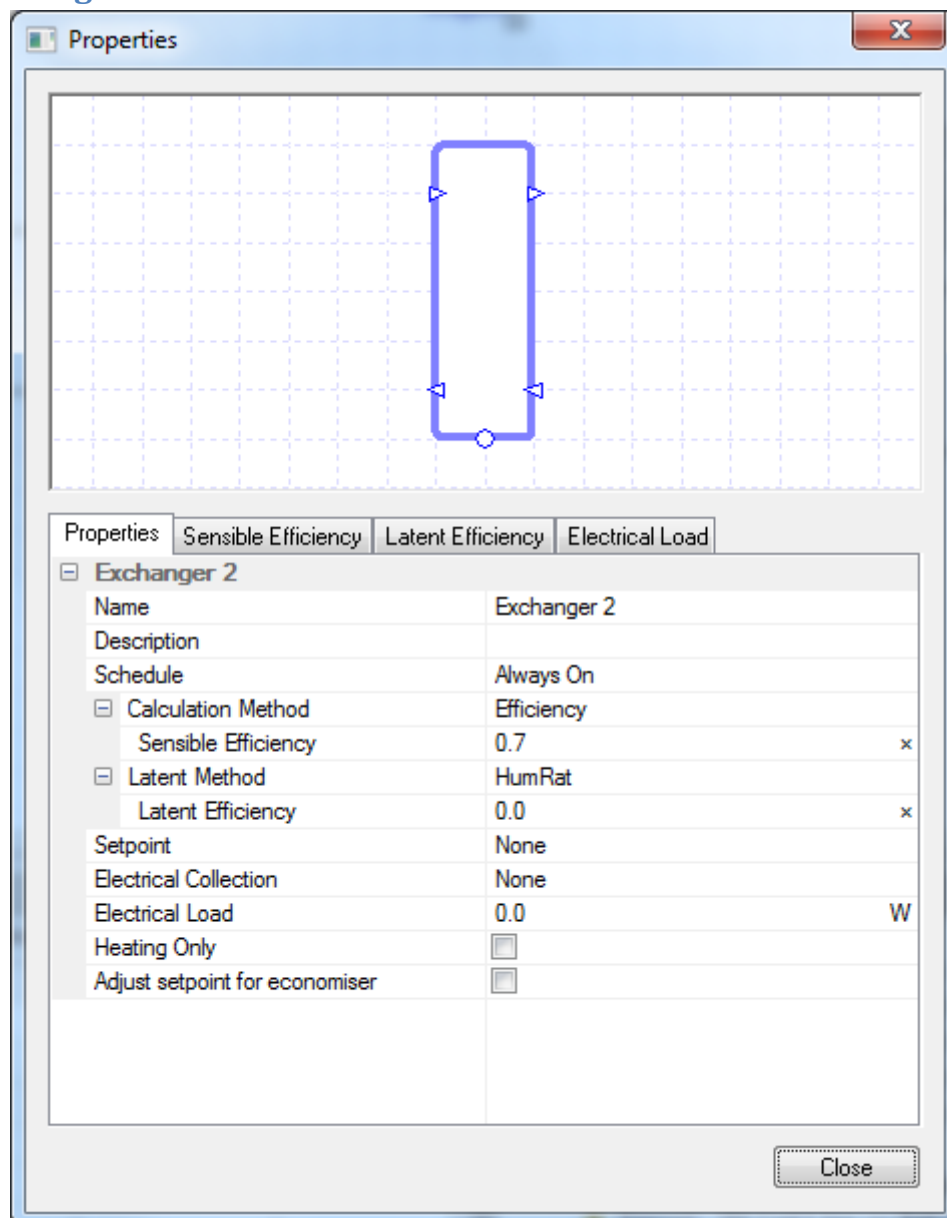 Properties
Properties Sensible Efficiency Latent Efficiency Electrical Load
Exchanger 2
Name Exchanger 2
Description
Schedule Always On
Calculation Method Efficiency
Sensible Efficiency 0.7 ×
Latent Method HumRat
Latent Efficiency 0.0 ×
Setpoint None
Electrical Collection None
Electrical Load 0.0 W
Heating Only
Adjust setpoint for economiser
Close